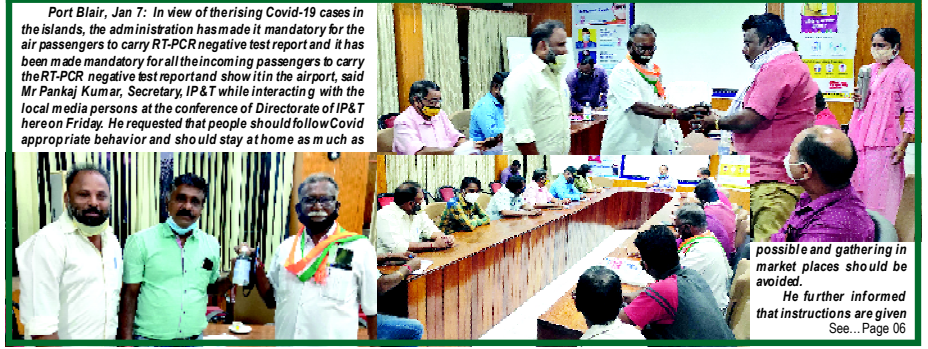 Port Blair, Jan 7: In view of the rising Covid-19 cases in
the islands, the administration has made it mandatory for the
air passengers to carry RT-PCR negative test report and it has
been made mandatory for all the incoming passengers to carry
the RT-PCR negative test report and show it in the airport, said
Mr Pankaj Kumar, Secretary, IP&T while interacting with the
local media persons at the conference of Directorate of IP&T
here on Friday. He requested that people should follow Covid
appropriate behavior and should stay at home as much as
possible and gathering in
market places should be
avoided.
He further informed
that instructions are given
See...Page 06